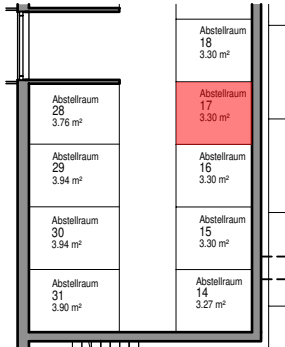 Abstellraum
18
3.30 m²
Abstellraum
17
3.30 m²
Abstellraum
28
3.76 m²
Abstellraum
29
3.94 m²
Abstellraum
16
3.30 m²
Abstellraum
30
3.94 m²
Abstellraum
15
3.30 m²
Abstellraum
31
3.90 m²
Abstellraum
14
3.27 m²